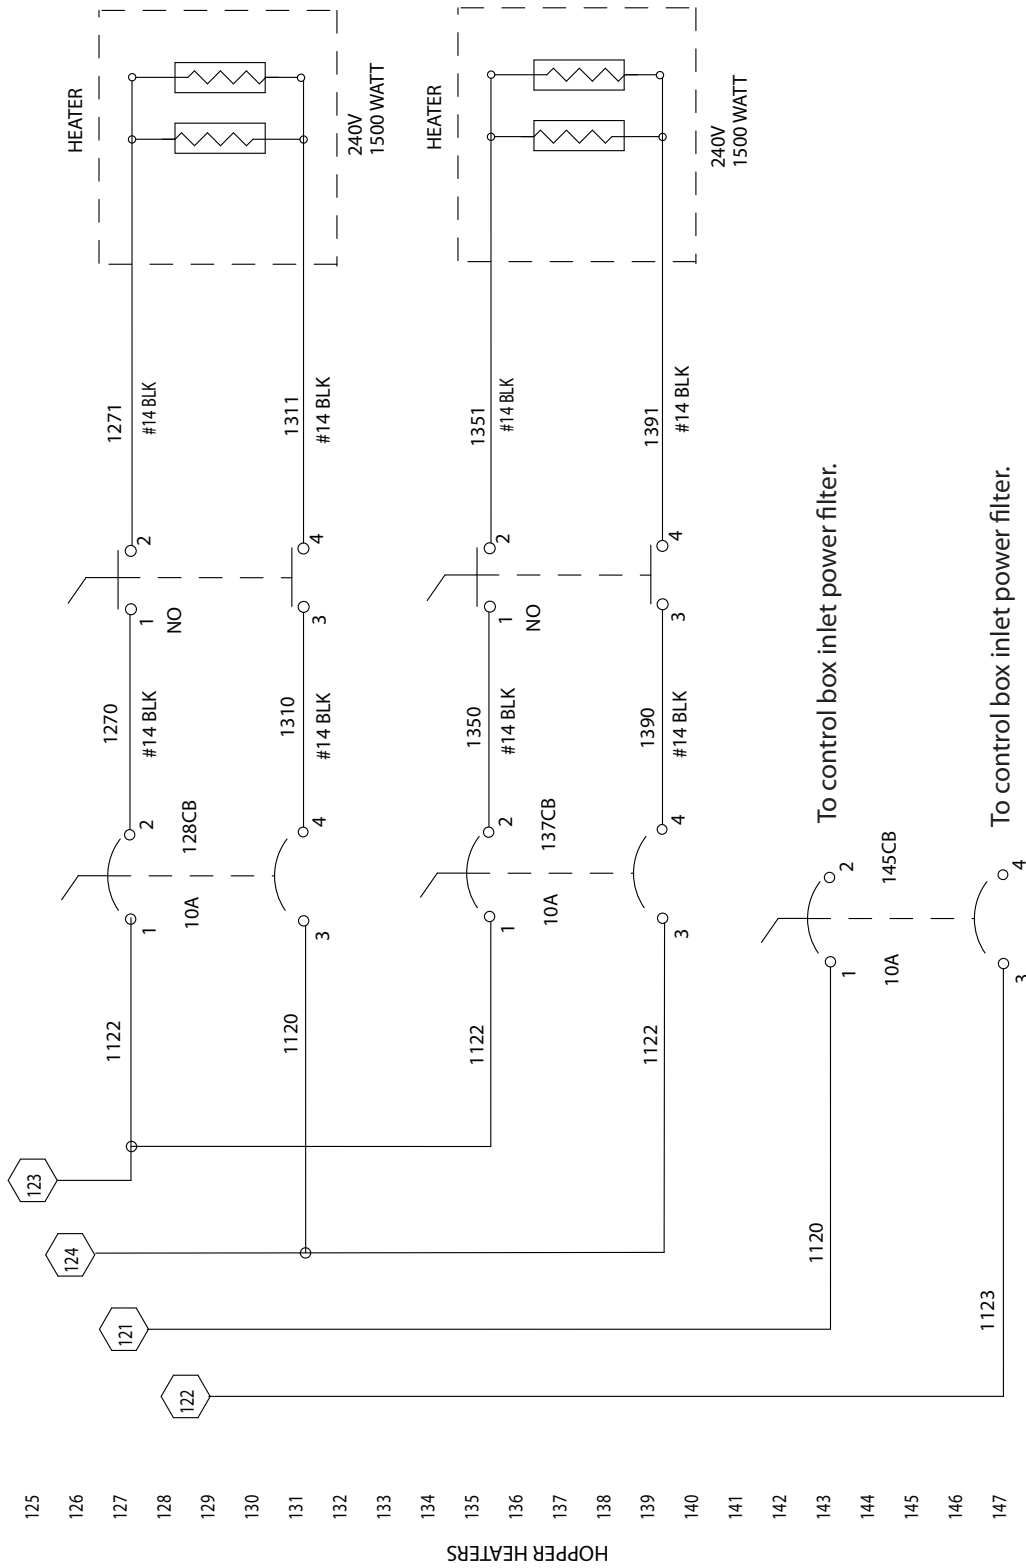 HEATER
240V
1500 WATT
HEATER
240V
1500 WATT
1271
#14 BLK
1311
#14 BLK
1351
#14 BLK
1391
#14 BLK
2
4
2
4
1
NO
3
1
NO
3
1270
#14 BLK
1310
#14 BLK
1350
#14 BLK
1390
#14 BLK
To control box inlet power filter.
To control box inlet power filter.
2
128CB
4
2
137CB
4
2
145CB
4
1
10A
3
1
10A
3
1
10A
3
1122
1120
1122
1122
1120
1123
123
124
121
122
125
126
127
128
129
130
131
132
133
134
135
136
137
138
139
140
141
142
143
144
145
146
147
HOPPER HEATERS